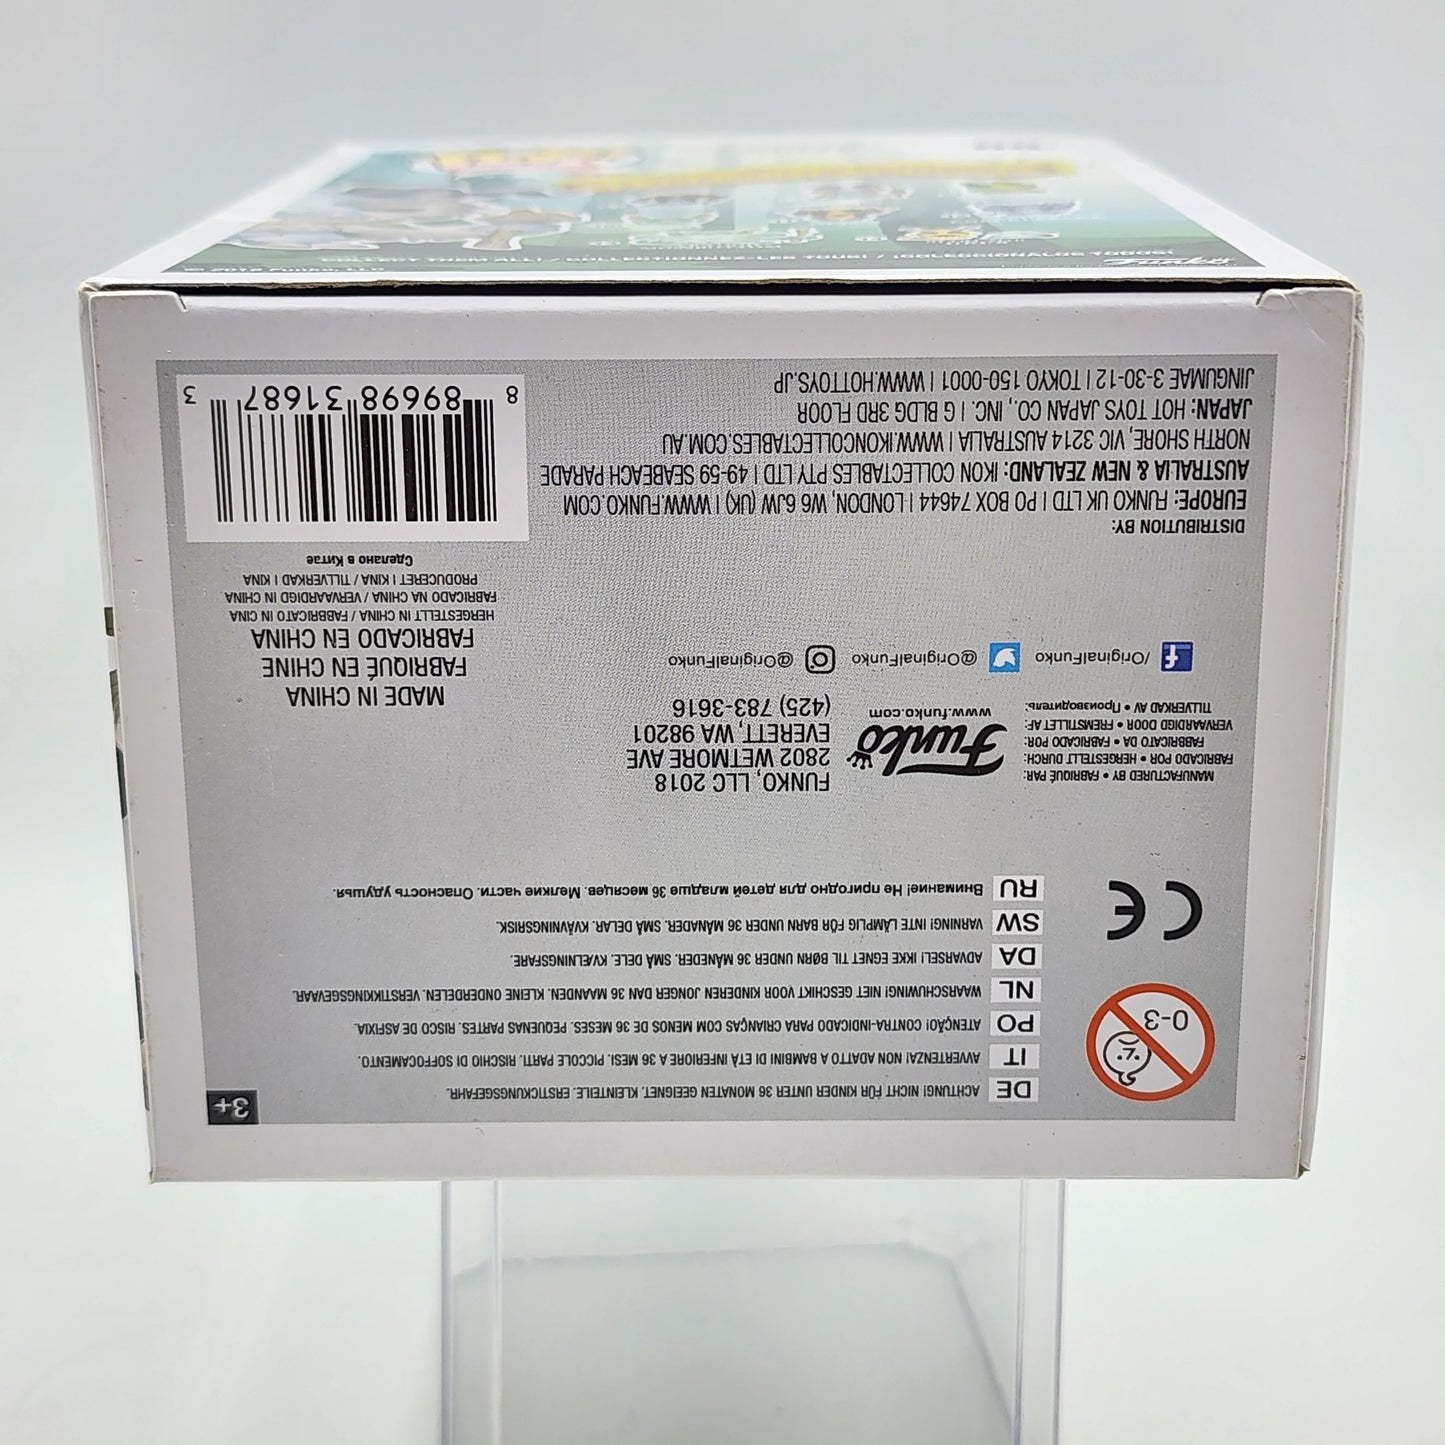 3+
DE ACHTUNG! NICHT FÜR KINDER UNTER 36 MONATEN GEEIGNET. KLEINTEILE. ERSTICKUNGSGEFAHR.
IT AVVERTENZA! NON ADATTO A BAMBINI DI ETÀ INFERIORE A 36 MESI. PICCOLE PARTI. RISCHIO DI SOFFOCAMENTO.
PO ATENÇÃO! CONTRA-INDICADO PARA CRIANÇAS COM MENOS DE 36 MESES. PEQUENAS PARTES. RISCO DE ASFIXIA.
NL WAARSCHUWING! NIET GESCHIKT VOOR KINDEREN JONGER DAN 36 MAANDEN. KLEINE ONDERDELEN. VERSTIKKINGSGEVAAR.
DA ADVARSEL! IKKE EGNET TIL BØRN UNDER 36 MÅNEDER. SMÅ DELE. KVÆLNINGSFARE.
SW VARNING! INTE LÄMPLIG FÖR BARN UNDER 36 MÅNADER. SMÅ DELAR. KVÄVNINGSRISK.
RU Внимание! Не пригодно для детей младше 36 месяцев. Мелкие части. Опасность удушья.
0-3
CE
MANUFACTURED BY • FABRIQUÉ PAR:
FABRICADO POR • HERGESTELLT DURCH:
FABBRICATO DA • FABRICADO POR:
VERVAARDIGD DOOR • FREMSTILLET AF:
TILLVERKAD AV • Производитель:
Funko
www.funko.com
FUNKO, LLC 2018
2802 WETMORE AVE
EVERETT, WA 98201
(425) 783-3616
/OriginalFunko
@OriginalFunko
@OriginalFunko
MADE IN CHINA
FABRIQUÉ EN CHINE
FABRICADO EN CHINA
HERGESTELLT IN CHINA / FABBRICATO IN CINA
FABRICADO NA CHINA / VERVAARDIGD IN CHINA
PRODUCERET I KINA / TILLVERKAD I KINA
Сделано в Китае
DISTRIBUTION BY:
EUROPE: FUNKO UK LTD | PO BOX 74644 | LONDON, W6 6JW (UK) | WWW.FUNKO.COM
AUSTRALIA & NEW ZEALAND: IKON COLLECTABLES PTY LTD | 49-59 SEABEACH PARADE
NORTH SHORE, VIC 3214 AUSTRALIA | WWW.IKONCOLLECTABLES.COM.AU
JAPAN: HOT TOYS JAPAN CO., INC. | G BLDG 3RD FLOOR
JINGUMAE 3-30-12 | TOKYO 150-0001 | WWW.HOTTOYS.JP
8 89698 31687 3
COLLECT THEM ALL! / COLLECTIONNEZ-LES TOUS! / ¡COLECCIONALOS TODOS!
© 2018 Funko, LLC
Funko